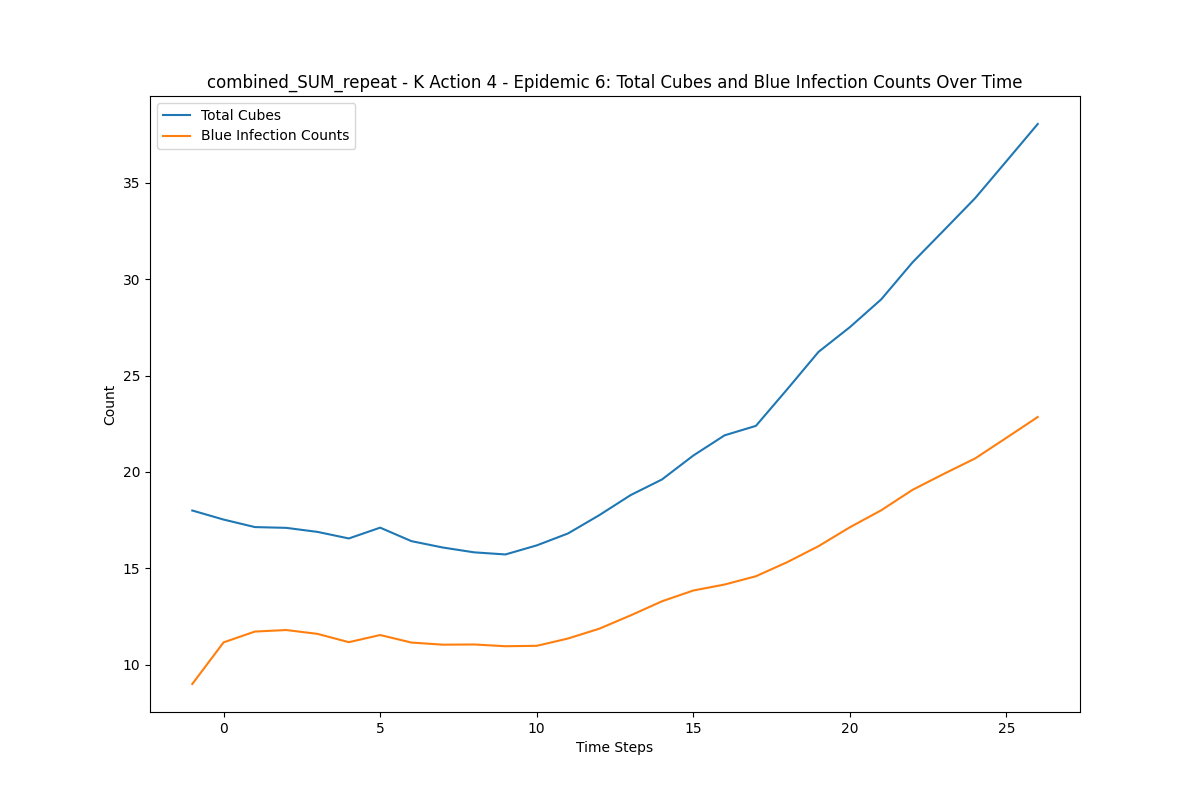 combined_SUM_repeat - K Action 4 - Epidemic 6: Total Cubes and Blue Infection Counts Over Time
Total Cubes
Blue Infection Counts
35
30
25
20
15
10
Count
0 5 10 15 20 25
Time Steps